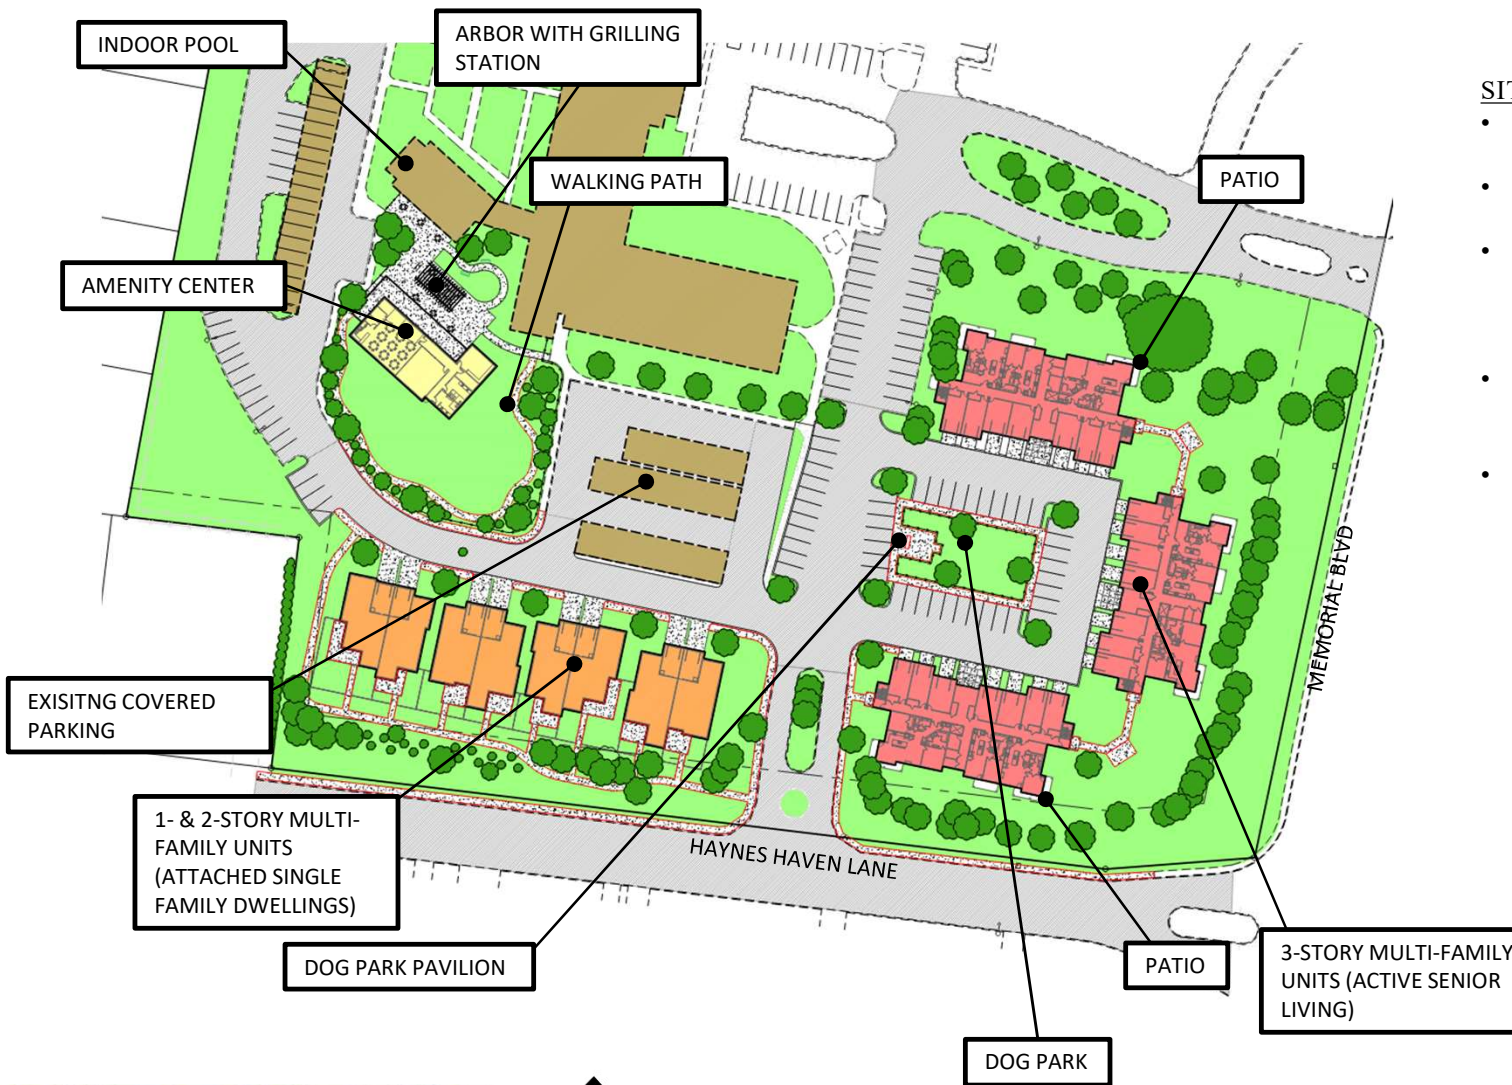 INDOOR POOL
ARBOR WITH GRILLING
STATION
SIT
•
WALKING PATH
PATIO
•
•
AMENITY CENTER
•
•
MEMORIAL BLVD
EXISITNG COVERED
PARKING
1- & 2-STORY MULTI-
FAMILY UNITS
(ATTACHED SINGLE
FAMILY DWELLINGS)
HAYNES HAVEN LANE
DOG PARK PAVILION
PATIO
3-STORY MULTI-FAMILY
UNITS (ACTIVE SENIOR
LIVING)
DOG PARK